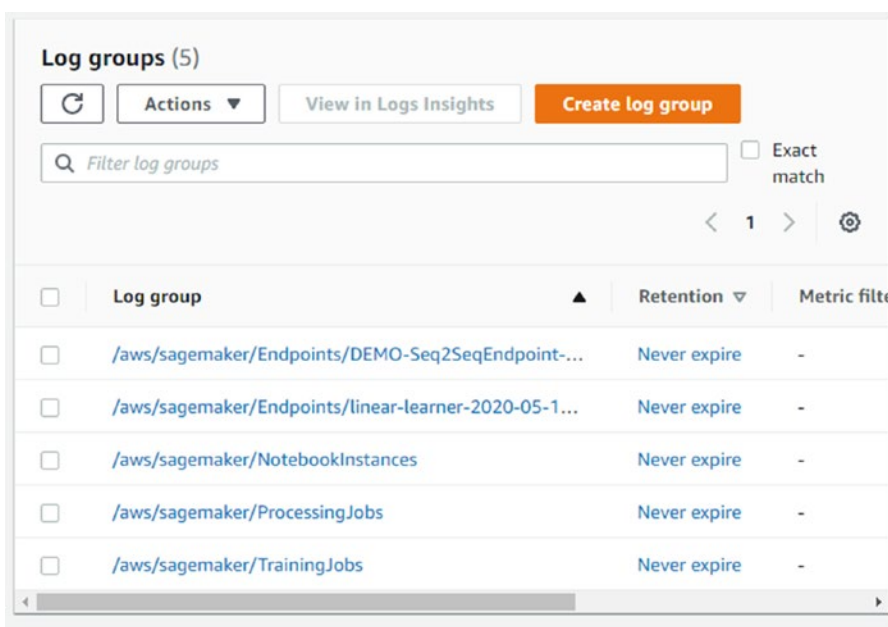 Log groups (5)
Actions ▼ View in Logs Insights Create log group
Filter log groups
Exact
match
1
Log group ▲ Retention ▽ Metric filte
/aws/sagemaker/Endpoints/DEMO-Seq2SeqEndpoint-... Never expire -
/aws/sagemaker/Endpoints/linear-learner-2020-05-1... Never expire -
/aws/sagemaker/NotebookInstances Never expire -
/aws/sagemaker/ProcessingJobs Never expire -
/aws/sagemaker/TrainingJobs Never expire -